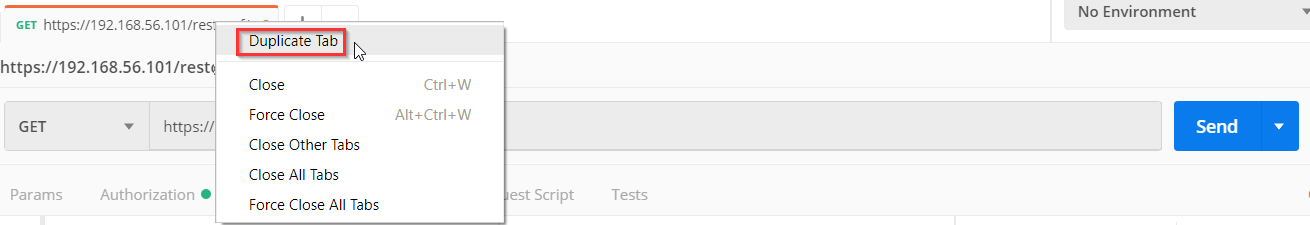 GET https://192.168.56.101/rest
No Environment
Duplicate Tab
https://192.168.56.101/rest
Close Ctrl+W
Force Close Alt+Ctrl+W
GET https://
Send
Close Other Tabs
Close All Tabs
Params Authorization Script Tests
Force Close All Tabs